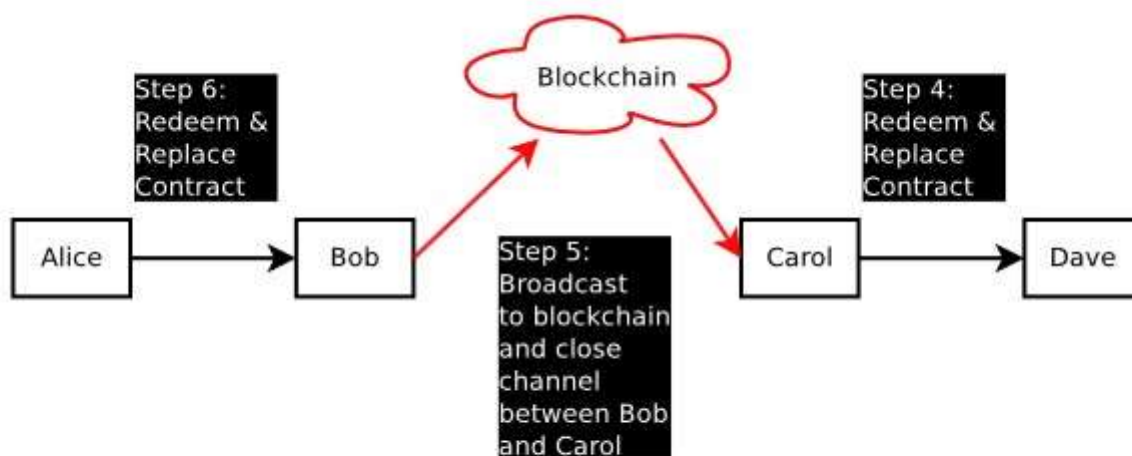 Blockchain
Step 6:
Redeem &
Replace
Contract
Step 4:
Redeem &
Replace
Contract
Alice
Bob
Carol
Dave
Step 5:
Broadcast
to blockchain
and close
channel
between Bob
and Carol